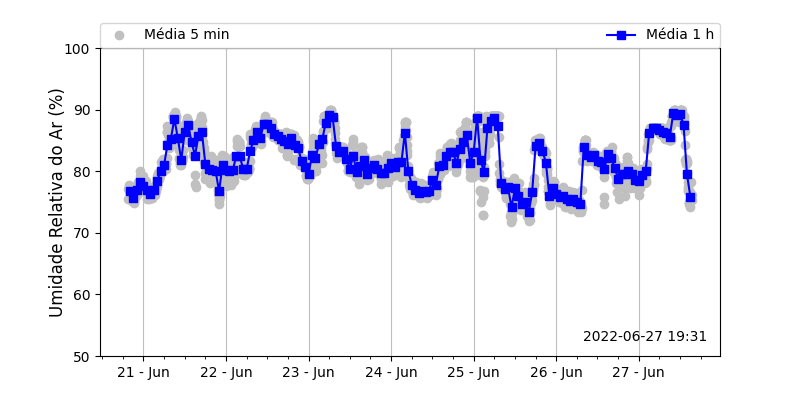 Média 5 min
Média 1 h
Umidade Relativa do Ar (%)
100
90
80
70
60
50
2022-06-27 19:31
21 - Jun
22 - Jun
23 - Jun
24 - Jun
25 - Jun
26 - Jun
27 - Jun